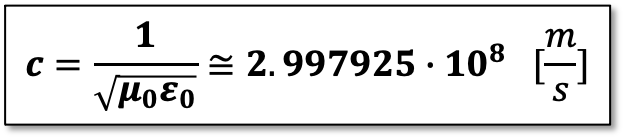 c = 1/√(μ₀ε₀) ≅ 2.997925 · 10⁸ [m/s]